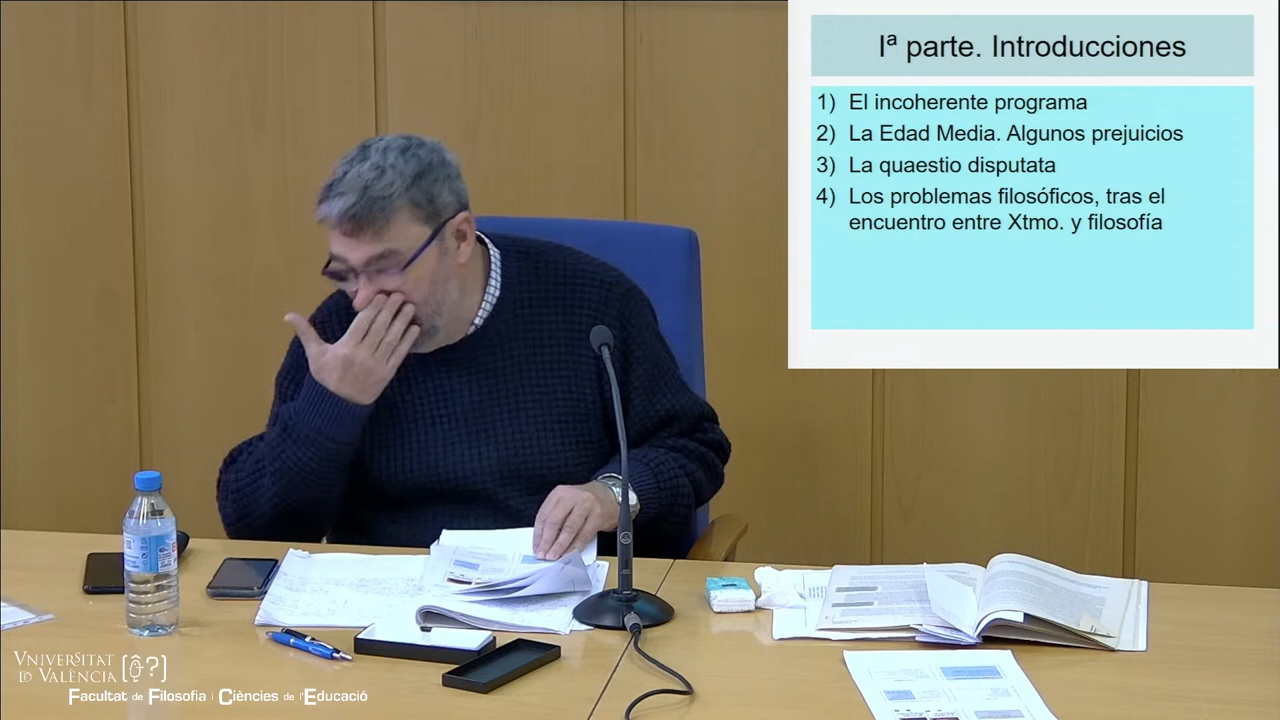 Iª parte. Introducciones
1) El incoherente programa
2) La Edad Media. Algunos prejuicios
3) La quaestio disputata
4) Los problemas filosóficos, tras el
encuentro entre Xtmo. y filosofía
VNIVERSITAT
ID VALÈNCIA [Q?]
Facultat de Filosofia i Ciències de l'Educació